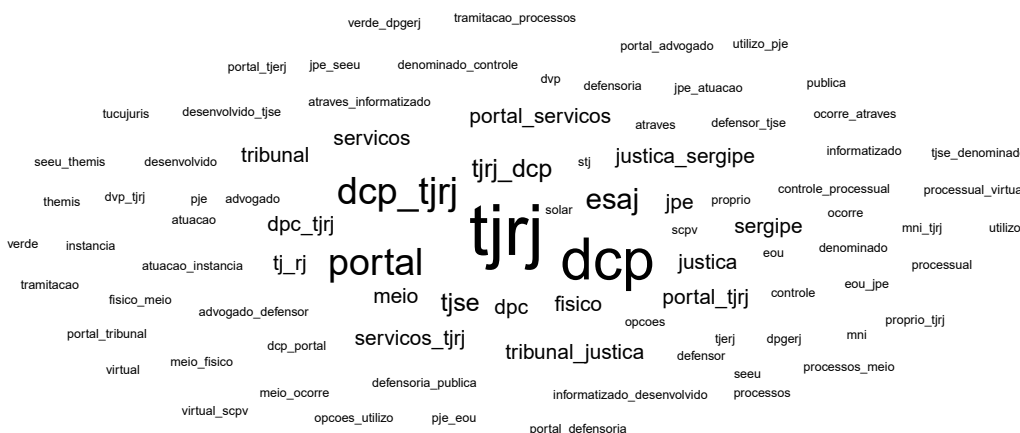 verde_dpgerj tramitacao_processos
portal_advogado utilizo_pje
portal_tjerj jpe_seeu denominado_controle
dvp defensoria jpe_atuacao publica
tucujuris desenvolvido_tjse atraves_informatizado portal_servicos atraves defensor_tjse ocorre_atraves
servicos
seeu_themis desenvolvido tribunal tjrj_dcp stj justica_sergipe informatizado tjse_denominad
themis dvp_tjrj pje advogado dcp_tjrj esaj jpe proprio controle_processual processual_virtua
atuacao dpc_tjrj tjrj solar scpv sergipe ocorre mni_tjrj utilizo
verde instancia eou denominado
atuacao_instancia tj_rj portal dcp justica processual
tramitacao fisico_meio meio tjse dpc fisico portal_tjrj controle eou_jpe
advogado_defensor opcoes proprio_tjrj
portal_tribunal dcp_portal servicos_tjrj tribunal_justica tjerj dpgerj mni
virtual meio_fisico defensor seeu processos_meio
meio_ocorre defensoria_publica informatizado_desenvolvido processos
virtual_scpv opcoes_utilizo pje_eou portal_defensoria